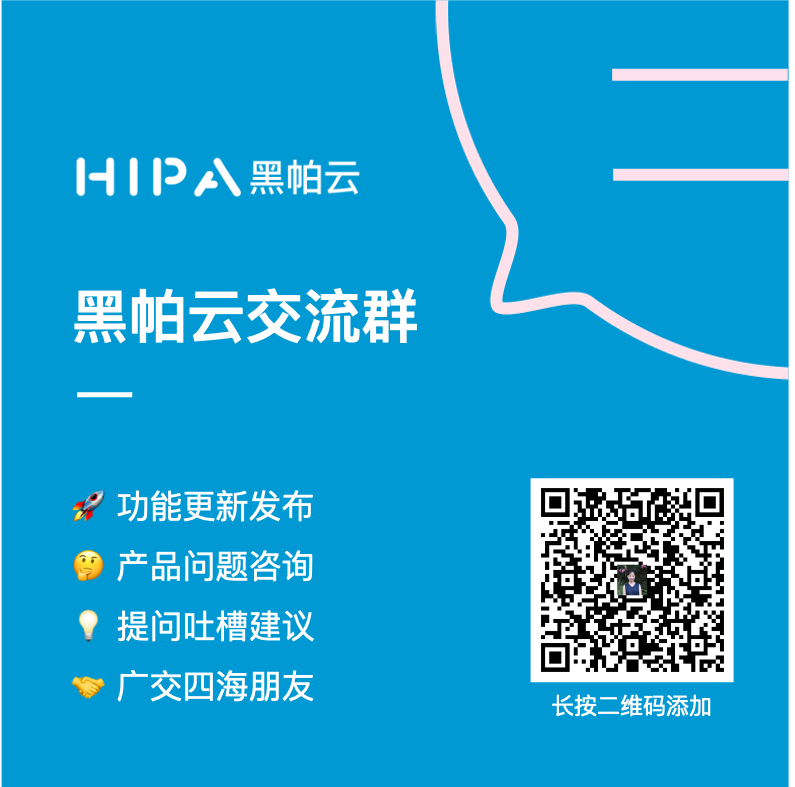 HIPA 黑帕云
黑帕云交流群
🚀 功能更新发布
🤔 产品问题咨询
💡 提问吐槽建议
🤝 广交四海朋友
长按二维码添加